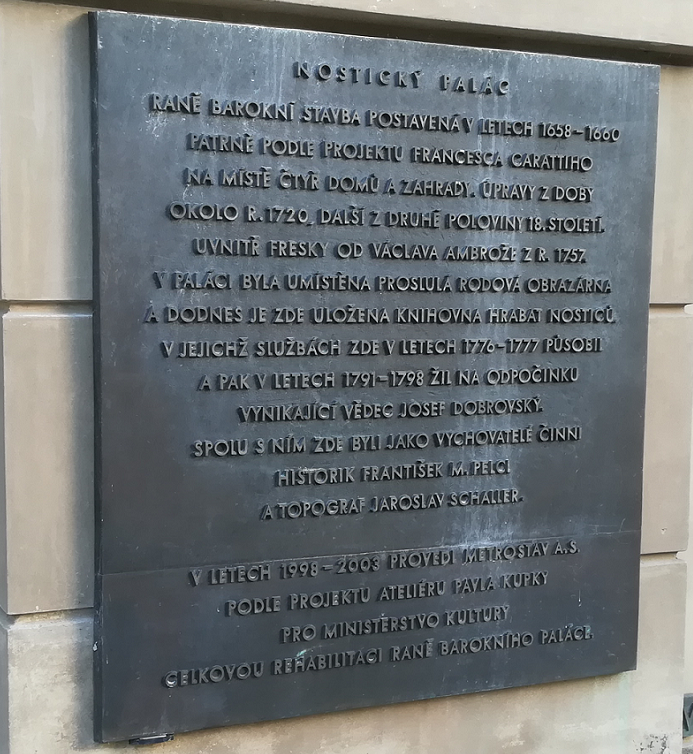 NOSTICKÝ PALÁC
RANĚ BAROKNÍ STAVBA POSTAVENÁ V LETECH 1658–1660
PATRNĚ PODLE PROJEKTU FRANCESCA CARATTIHO
NA MÍSTĚ ČTYŘ DOMŮ A ZAHRADY. ÚPRAVY Z DOBY
OKOLO R. 1720, DALŠÍ Z DRUHÉ POLOVINY 18. STOLETÍ.
UVNITŘ FRESKY OD VÁCLAVA AMBROŽE Z R. 1757.
V PALÁCI BYLA UMÍSTĚNA PROSLULÁ RODOVÁ OBRAZÁRNA
A DODNES JE ZDE ULOŽENA KNIHOVNA HRABAT NOSTICŮ,
V JEJICHŽ SLUŽBÁCH ZDE V LETECH 1776–1777 PŮSOBIL
A PAK V LETECH 1791–1798 ŽIL NA ODPOČINKU
VYNIKAJÍCÍ VĚDEC JOSEF DOBROVSKÝ.
SPOLU S NÍM ZDE BYLI JAKO VYCHOVATELÉ ČINNI
HISTORIK FRANTIŠEK M. PELCL
A TOPOGRAF JAROSLAV SCHALLER.
V LETECH 1998–2003 PROVEDL METROSTAV A.S.
PODLE PROJEKTU ATELIÉRU PAVLA KUPKY
PRO MINISTERSTVO KULTURY
CELKOVOU REHABILITACI RANĚ BAROKNÍHO PALÁCE.